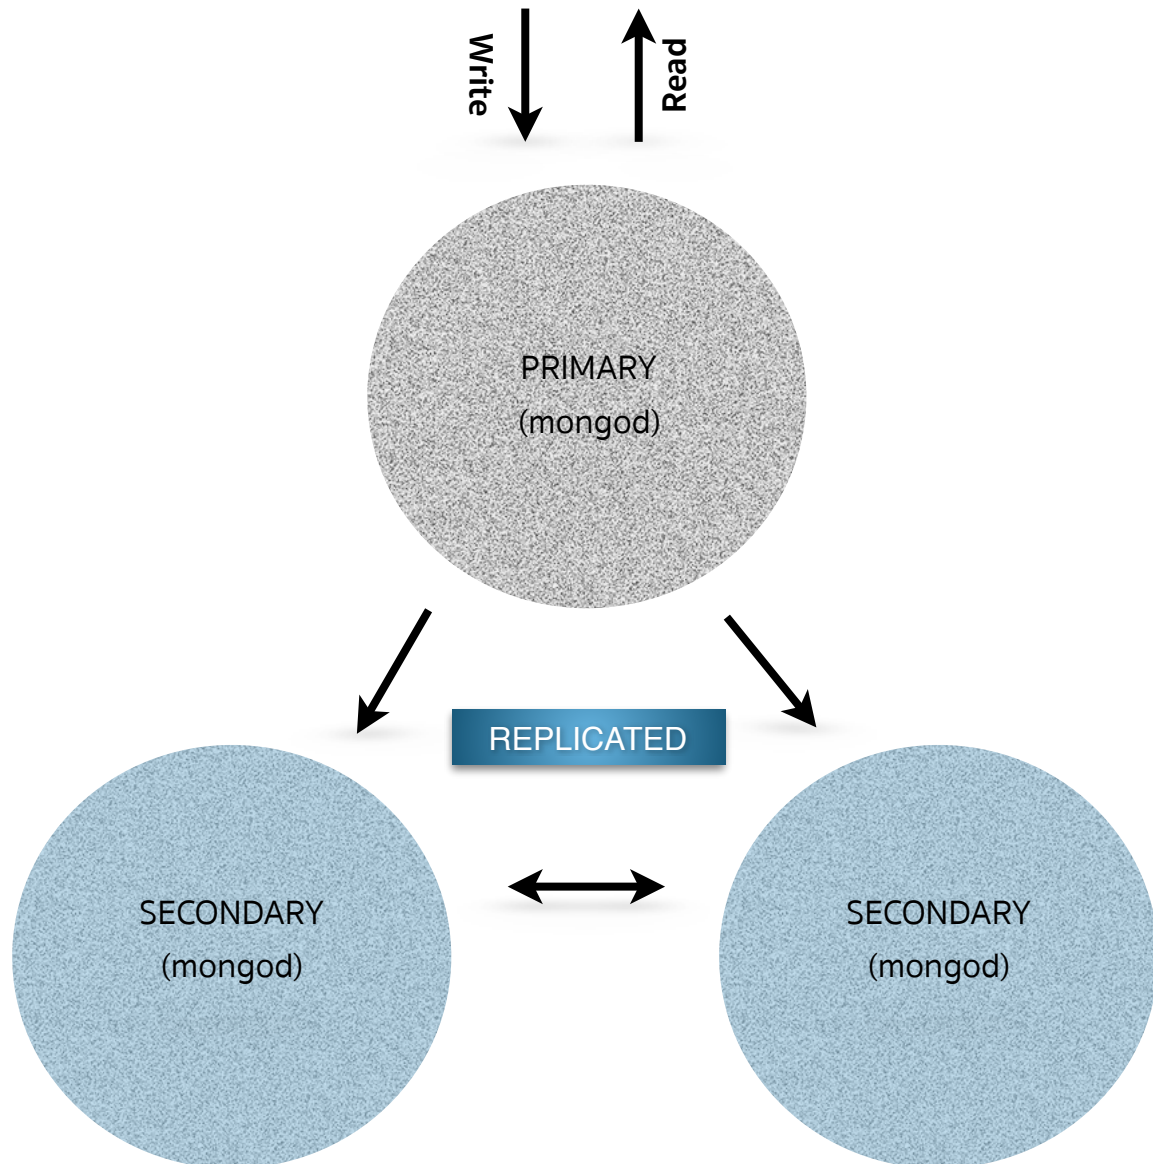 Write
Read
PRIMARY
(mongod)
REPLICATED
SECONDARY
(mongod)
SECONDARY
(mongod)